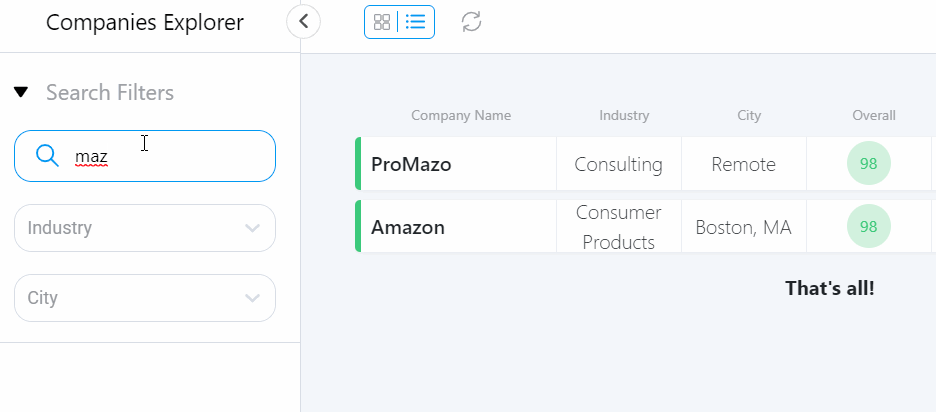 Companies Explorer
Search Filters
maz
Industry
City
Company Name Industry City Overall
ProMazo Consulting Remote 98
Amazon Consumer Products Boston, MA 98
That's all!